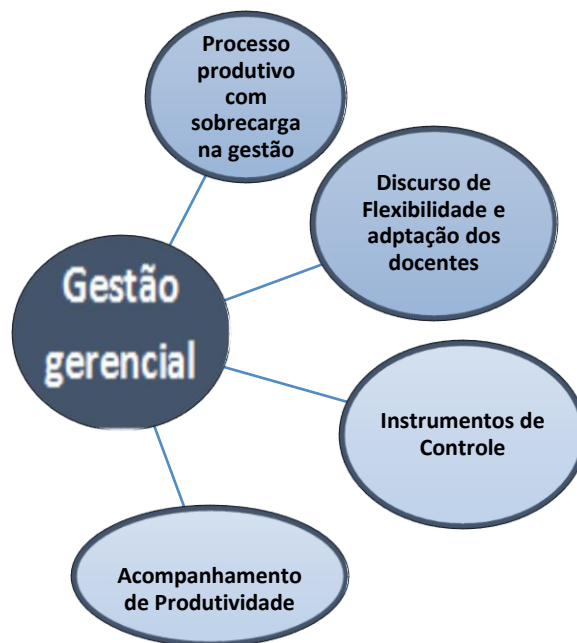 Processo
produtivo
com
sobrecarga
na gestão
Discurso de
Flexibilidade e
adptação dos
docentes
Gestão
gerencial
Instrumentos de
Controle
Acompanhamento
de Produtividade